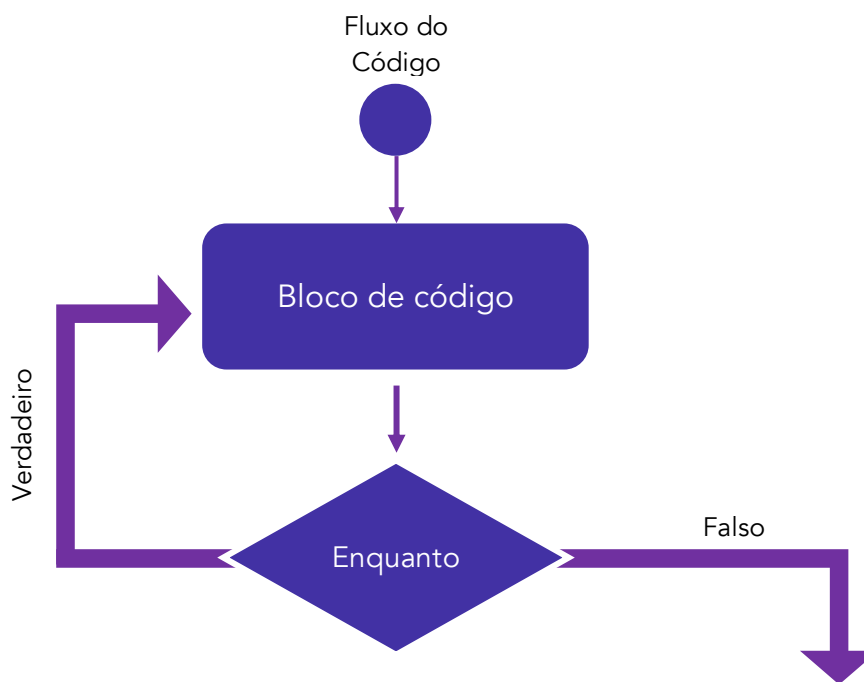 Fluxo do
Código
Bloco de código
Verdadeiro
Enquanto
Falso